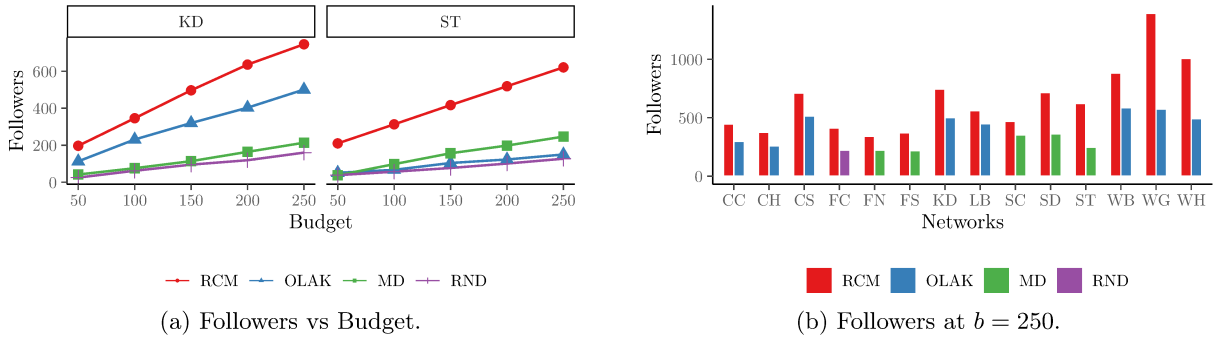 KD ST
Followers
600
400
200
0
50 100 150 200 250 50 100 150 200 250
Budget
RCM OLAK MD RND
(a) Followers vs Budget.
Followers
1000
500
0
CC CH CS FC FN FS KD LB SC SD ST WB WG WH
Networks
RCM OLAK MD RND
(b) Followers at b = 250.